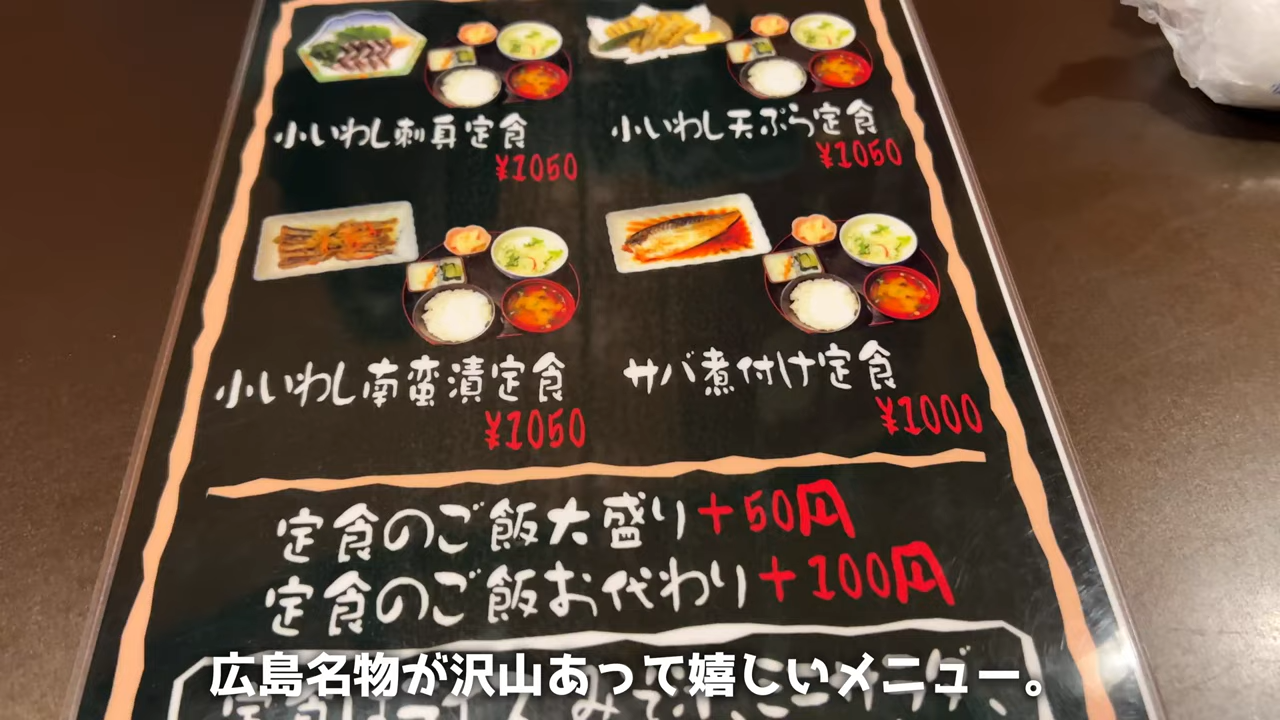 小いわし刺身定食
¥1050
小いわし天ぷら定食
¥1050
小いわし南蛮漬定食
¥1050
サバ煮付け定食
¥1000
定食のご飯大盛り+50円
定食のご飯お代わり+100円
広島名物が沢山あって嬉しいメニュー。